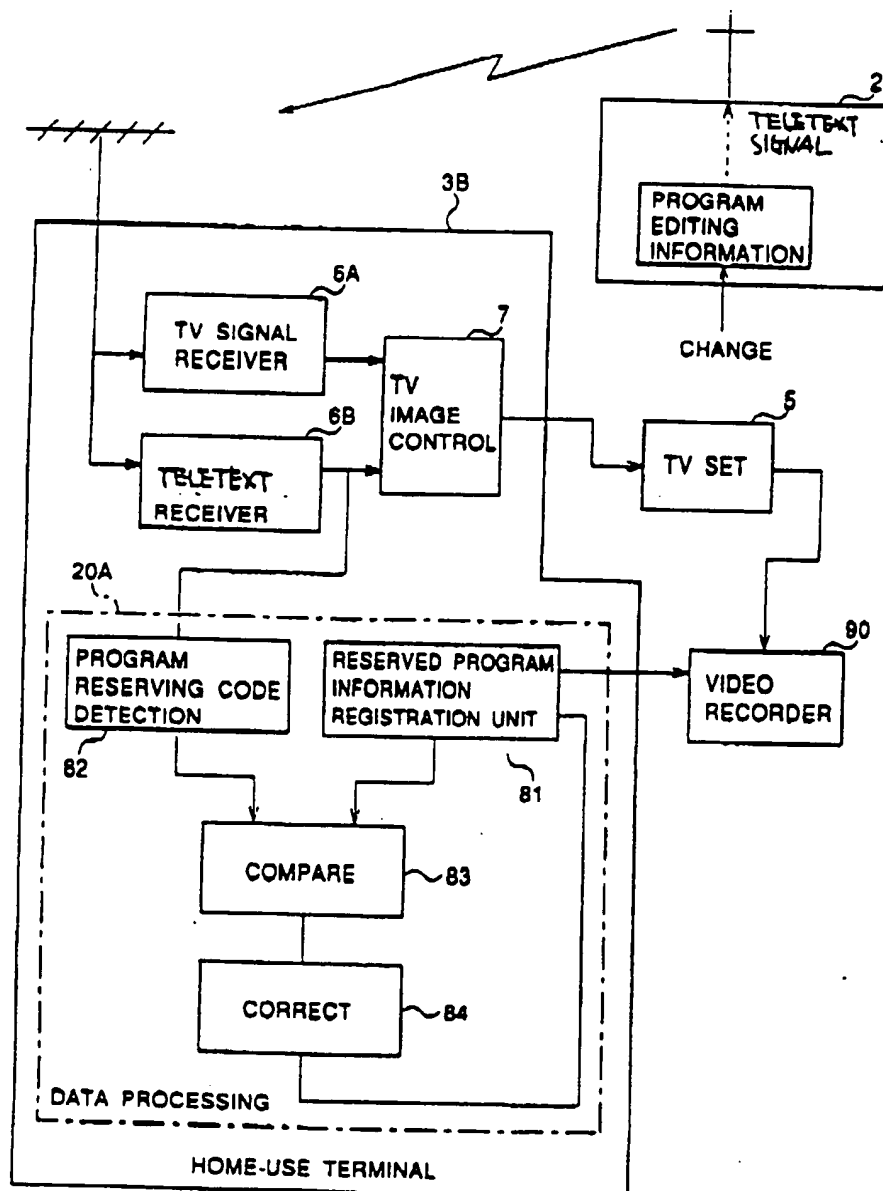 2
TELETEXT
SIGNAL
PROGRAM
EDITING
INFORMATION
CHANGE
3B
6A
TV SIGNAL
RECEIVER
7
TV
IMAGE
CONTROL
6B
TELETEXT
RECEIVER
5
TV SET
20A
PROGRAM
RESERVING CODE
DETECTION
82
RESERVED PROGRAM
INFORMATION
REGISTRATION UNIT
81
90
VIDEO
RECORDER
COMPARE
83
CORRECT
84
DATA PROCESSING
HOME-USE TERMINAL